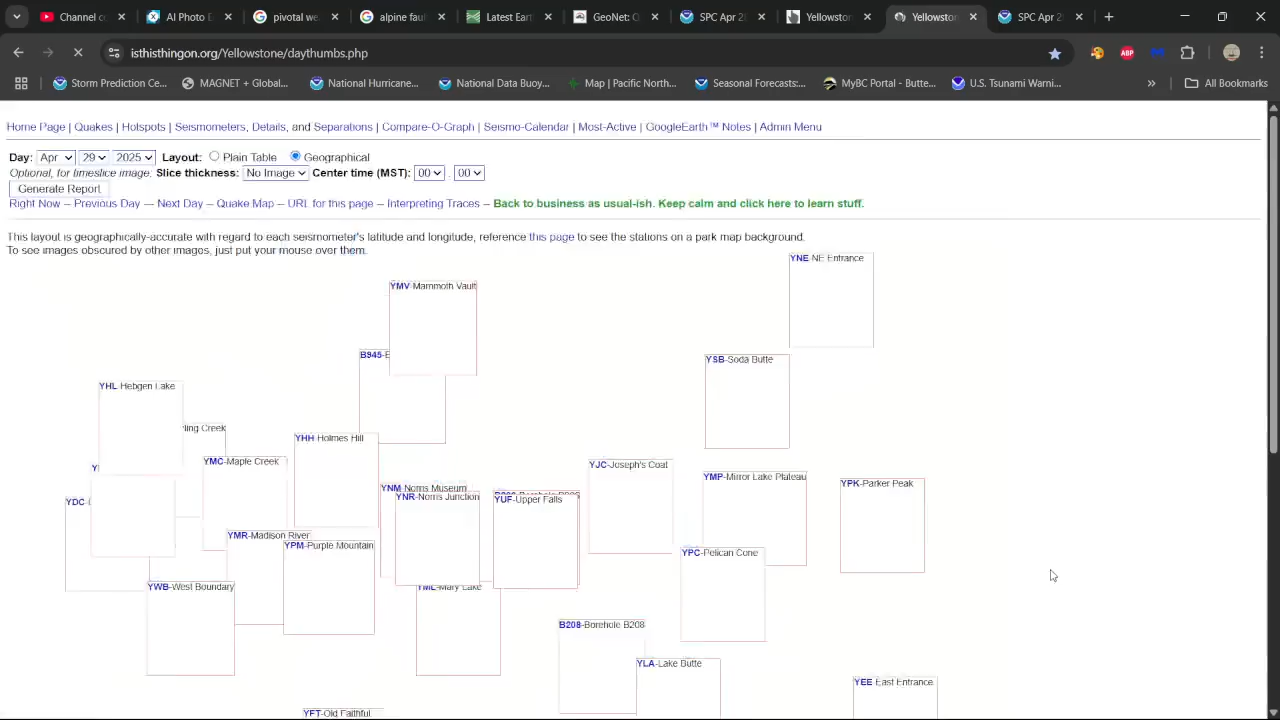 Channel c
AI Photo E
pivotal we
alpine fau
Latest Eart
GeoNet: Q
SPC Apr 2
Yellowston
Yellowston
SPC Apr 2
isthisthingon.org/Yellowstone/daythumbs.php
ABP
Storm Prediction Ce...
MAGNET + Global...
National Hurricane...
National Data Buoy...
Map | Pacific North...
Seasonal Forecasts:...
MyBC Portal - Butte...
U.S. Tsunami Warni...
All Bookmarks
Home Page | Quakes | Hotspots | Seismometers, Details, and Separations | Compare-O-Graph | Seismo-Calendar | Most-Active | GoogleEarth™ Notes | Admin Menu
Day: Apr 29 2025 Layout: Plain Table Geographical
Optional, for timeslice image: Slice thickness: No Image Center time (MST): 00 . 00
Generate Report
Right Now -- Previous Day --- Next Day -- Quake Map -- URL for this page -- Interpreting Traces -- Back to business as usual-ish. Keep calm and click here to learn stuff.
This layout is geographically-accurate with regard to each seismometer's latitude and longitude, reference this page to see the stations on a park map background.
To see images obscured by other images, just put your mouse over them.
YNE-NE Entrance
YMV-Mammoth Vault
B945-E
YSB-Soda Butte
YHL-Hebgen Lake
ling Creek
YHH-Holmes Hill
YMC-Maple Creek
YJC-Joseph's Coat
YMP-Mirror Lake Plateau
YPK-Parker Peak
YNM-Norris Museum
YNR-Norris Junction
YUF-Upper Falls
YDC-
YMR-Madison River
YPM-Purple Mountain
YPC-Pelican Cone
YWB-West Boundary
YML-Mary Lake
B208-Borehole B208
YLA-Lake Butte
YEE-East Entrance
YFT-Old Faithful